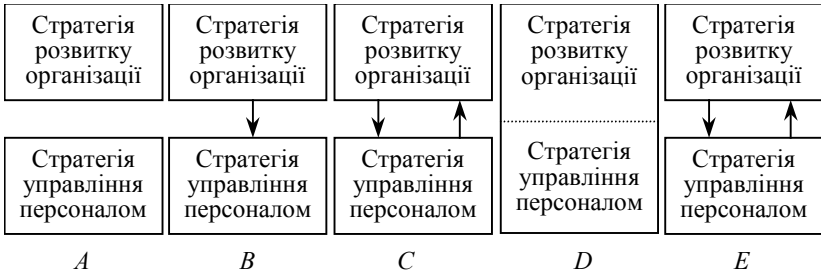 Стратегія
розвитку
організації
Стратегія
розвитку
організації
Стратегія
розвитку
організації
Стратегія
розвитку
організації
Стратегія
розвитку
організації
Стратегія
управління
персоналом
Стратегія
управління
персоналом
Стратегія
управління
персоналом
Стратегія
управління
персоналом
Стратегія
управління
персоналом
A B C D E